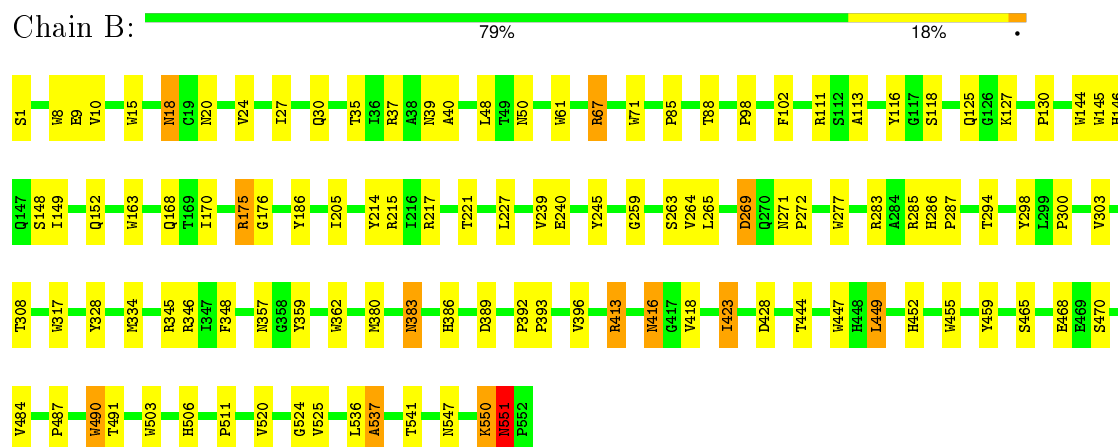 Chain B:
79% 18% •
S1 W8 E9 V10 W15 N18 C19 N20 V24 I27 Q30 T35 I36 R37 A38 N39 A40 L48 T49 N50 W61 R67 W71 P85 T88 P98 F102 R111 S112 A113 Y116 G117 S118 Q125 G126 K127 P130 W144 W145 H146
Q147 S148 I149 Q152 W163 Q168 T169 I170 R175 G176 Y186 I205 Y214 R215 I216 R217 T221 L227 V239 E240 Y245 G259 S263 V264 L265 D269 Q270 N271 P272 W277 R283 A284 R285 H286 P287 T294 Y298 L299 P300 V303
T308 W317 Y328 M334 R345 R346 I347 F348 N357 G358 Y359 W362 M380 N383 H386 D389 P392 P393 V396 R413 N416 G417 V418 I423 D428 T444 W447 H448 L449 H452 W455 Y459 S465 E468 E469 S470
V484 P487 W490 T491 W503 H506 P511 V520 G524 V525 L536 A537 T541 N547 K550 N551 P552